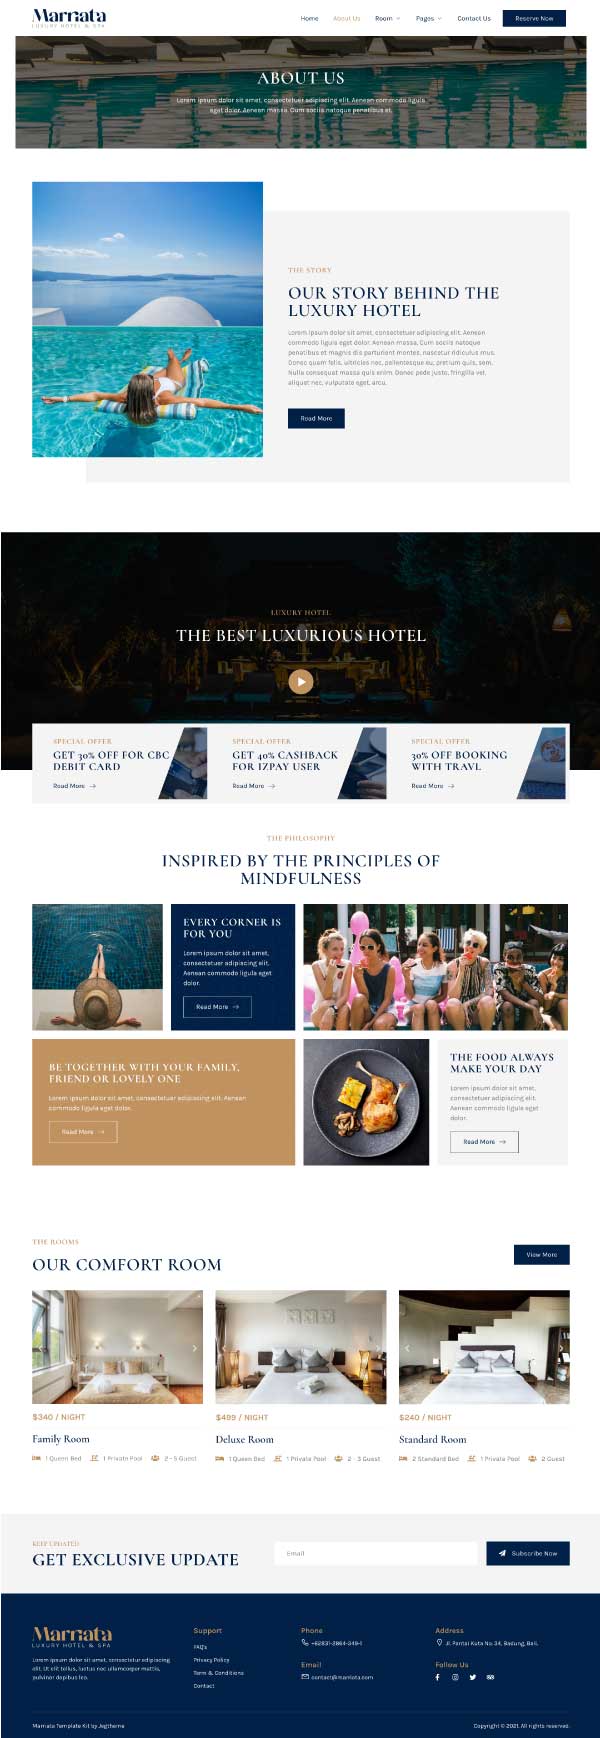 Marriata
LUXURY HOTEL & SPA
Home About Us Room Pages Contact Us Reserve Now
ABOUT US
Lorem ipsum dolor sit amet, consectetuer adipiscing elit. Aenean commodo ligula
eget dolor. Aenean massa. Cum sociis natoque penatibus et.
THE STORY
OUR STORY BEHIND THE
LUXURY HOTEL
Lorem ipsum dolor sit amet, consectetuer adipiscing elit. Aenean
commodo ligula eget dolor. Aenean massa. Cum sociis natoque
penatibus et magnis dis parturient montes, nascetur ridiculus mus.
Donec quam felis, ultricies nec, pellentesque eu, pretium quis, sem.
Nulla consequat massa quis enim. Donec pede justo, fringilla vel,
aliquet nec, vulputate eget, arcu.
Read More
LUXURY HOTEL
THE BEST LUXURIOUS HOTEL
SPECIAL OFFER
GET 30% OFF FOR CBC
DEBIT CARD
Read More
SPECIAL OFFER
GET 40% CASHBACK
FOR IZPAY USER
Read More
SPECIAL OFFER
30% OFF BOOKING
WITH TRAVL
Read More
THE PHILOSOPHY
INSPIRED BY THE PRINCIPLES OF
MINDFULNESS
EVERY CORNER IS
FOR YOU
Lorem ipsum dolor sit amet,
consectetuer adipiscing elit.
Aenean commodo ligula eget
dolor.
Read More
BE TOGETHER WITH YOUR FAMILY,
FRIEND OR LOVELY ONE
Lorem ipsum dolor sit amet, consectetuer adipiscing elit. Aenean
commodo ligula eget dolor.
Read More
THE FOOD ALWAYS
MAKE YOUR DAY
Lorem ipsum dolor sit amet,
consectetuer adipiscing elit.
Aenean commodo ligula eget
dolor.
Read More
THE ROOMS
OUR COMFORT ROOM
View More
$340 / NIGHT
Family Room
1 Queen Bed 1 Private Pool 2 - 5 Guest
$499 / NIGHT
Deluxe Room
1 Queen Bed 1 Private Pool 2 - 3 Guest
$240 / NIGHT
Standard Room
2 Standard Bed 1 Private Pool 2 Guest
KEEP UPDATED
GET EXCLUSIVE UPDATE
Email
Subscribe Now
Marriata
LUXURY HOTEL & SPA
Lorem ipsum dolor sit amet, consectetur adipiscing
elit. Ut elit tellus, luctus nec ullamcorper mattis,
pulvinar dapibus leo.
Support
FAQ's
Privacy Policy
Term & Conditions
Contact
Phone
+62831-2864-349-1
Email
contact@marriata.com
Address
Jl. Pantai Kuta No. 34, Badung, Bali.
Follow Us
Marriata Template Kit by Jegtheme
Copyright © 2021. All rights reserved.